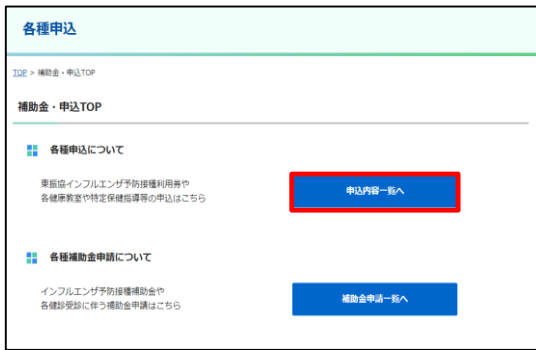 各種申込
TOP > 補助金・申込TOP
補助金・申込TOP
各種申込について
東振協インフルエンザ予防接種利用券や
各健康教室や特定保健指導等の申込はこちら
申込内容一覧へ
各種補助金申請について
インフルエンザ予防接種補助金や
各健診受診に伴う補助金申請はこちら
補助金申請一覧へ